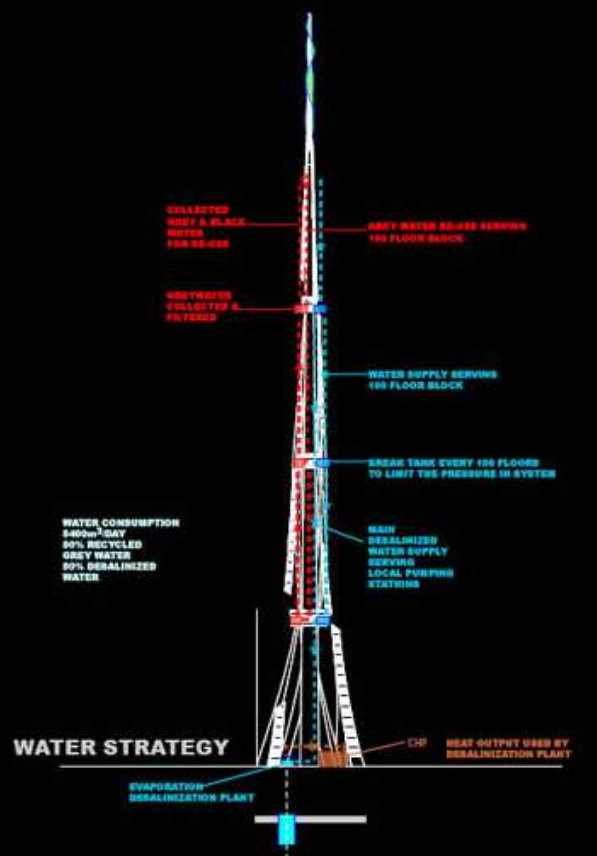 COLLECTED
GREY & BLACK
WATER
FOR RE-USE
GREY WATER RE-USE SERVING
100 FLOOR BLOCK
GREYWATER
COLLECTED &
FILTERED
WATER SUPPLY SERVING
100 FLOOR BLOCK
BREAK TANK EVERY 100 FLOORS
TO LIMIT THE PRESSURE IN SYSTEM
WATER CONSUMPTION
5400m³/DAY
50% RECYCLED
GREY WATER
50% DESALINIZED
WATER
MAIN
DESALINIZED
WATER SUPPLY
SERVING
LOCAL PUMPING
STATIONS
WATER STRATEGY
CHP
HEAT OUTPUT USED BY
DESALINIZATION PLANT
EVAPORATION
DESALINIZATION PLANT